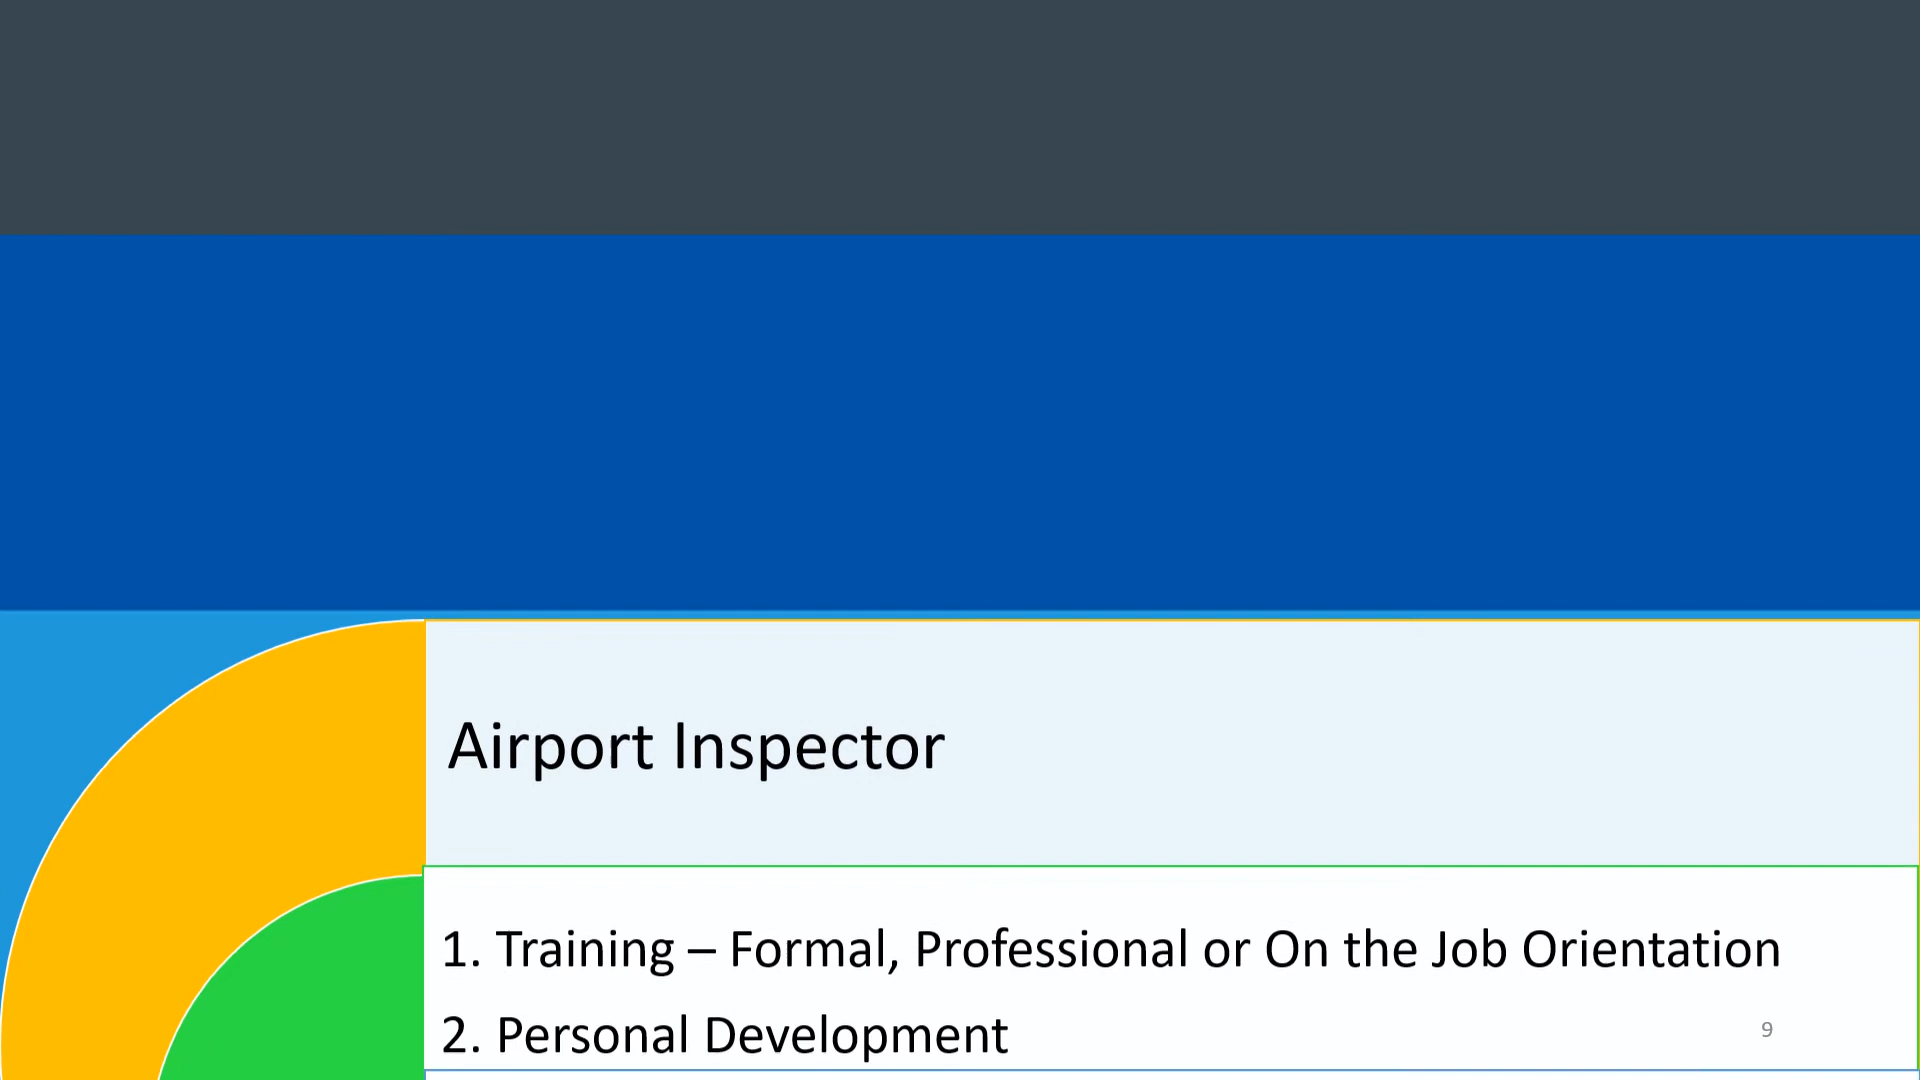 Airport Inspector
1. Training – Formal, Professional or On the Job Orientation
2. Personal Development
9